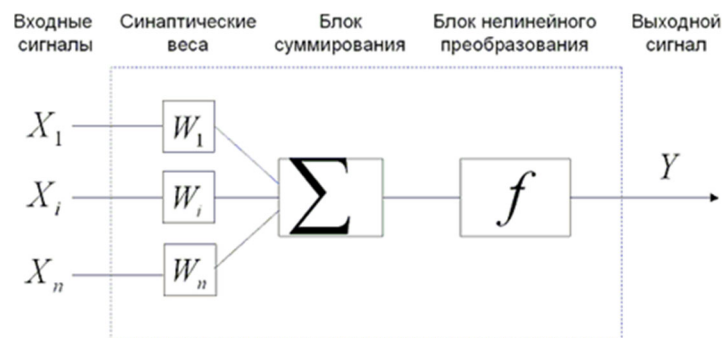 Входные сигналы
Синаптические веса
Блок суммирования
Блок нелинейного преобразования
Выходной сигнал
X₁
W₁
Xᵢ
Wᵢ
Σ
f
Y
Xₙ
Wₙ